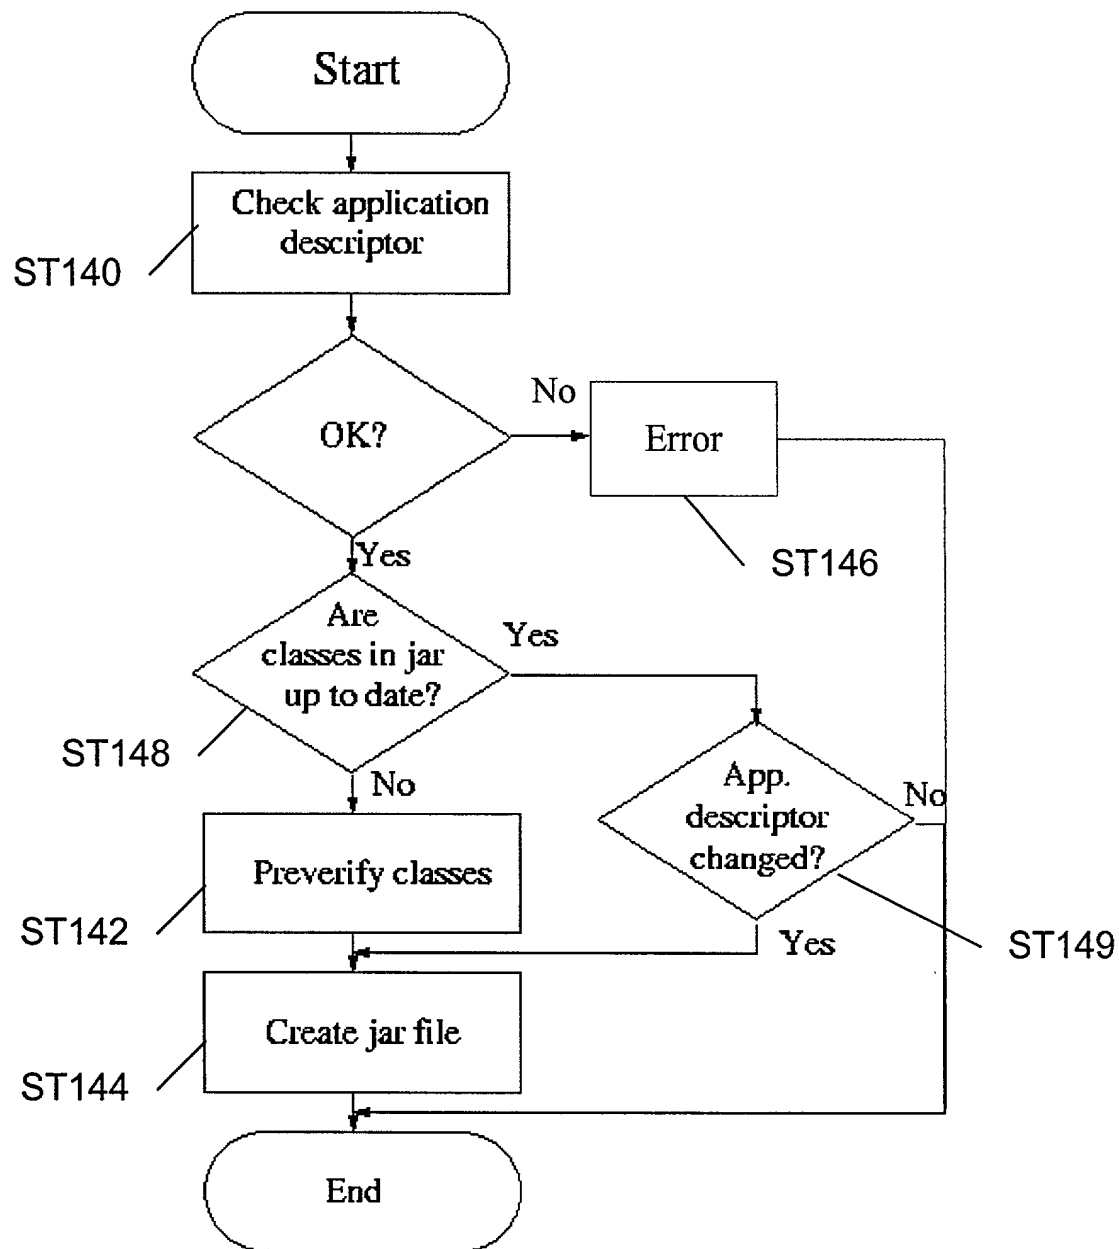 Start
Check application
descriptor
ST140
No
OK?
Error
Yes
ST146
Are
classes in jar
up to date?
Yes
ST148
No
App.
descriptor
changed?
No
Preverify classes
ST142
Yes
ST149
Create jar file
ST144
End